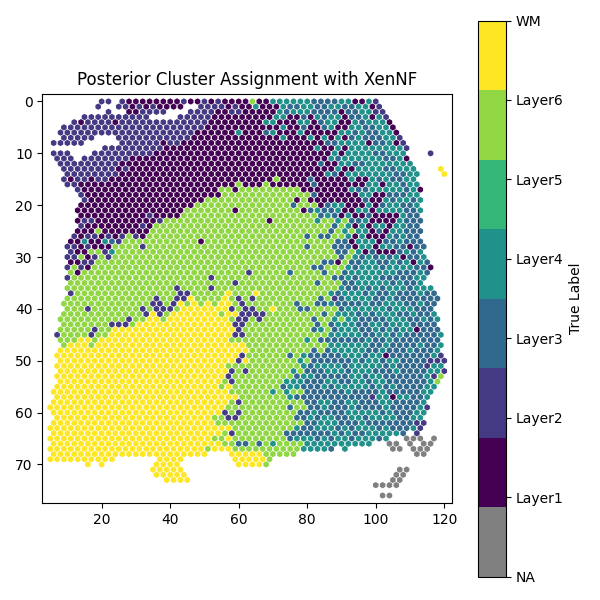 Posterior Cluster Assignment with XenNF
0
10
20
30
40
50
60
70
20
40
60
80
100
120
WM
Layer6
Layer5
Layer4
Layer3
Layer2
Layer1
NA
True Label